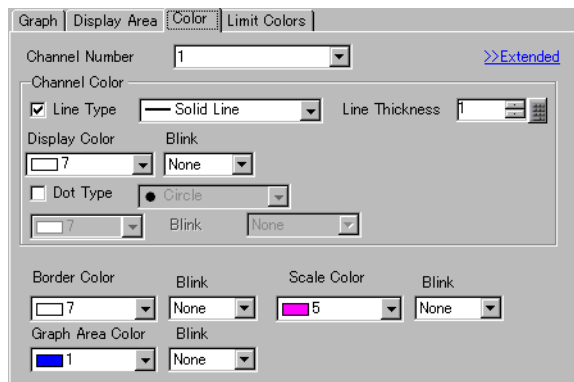 Graph Display Area Color Limit Colors
Channel Number 1 >>Extended
Channel Color
Line Type Solid Line Line Thickness 1
Display Color Blink
7 None
Dot Type Circle
7 Blink None
Border Color Blink Scale Color Blink
7 None 5 None
Graph Area Color Blink
1 None